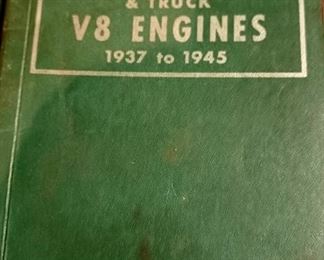 & TRUCK
V8 ENGINES
1937 to 1945